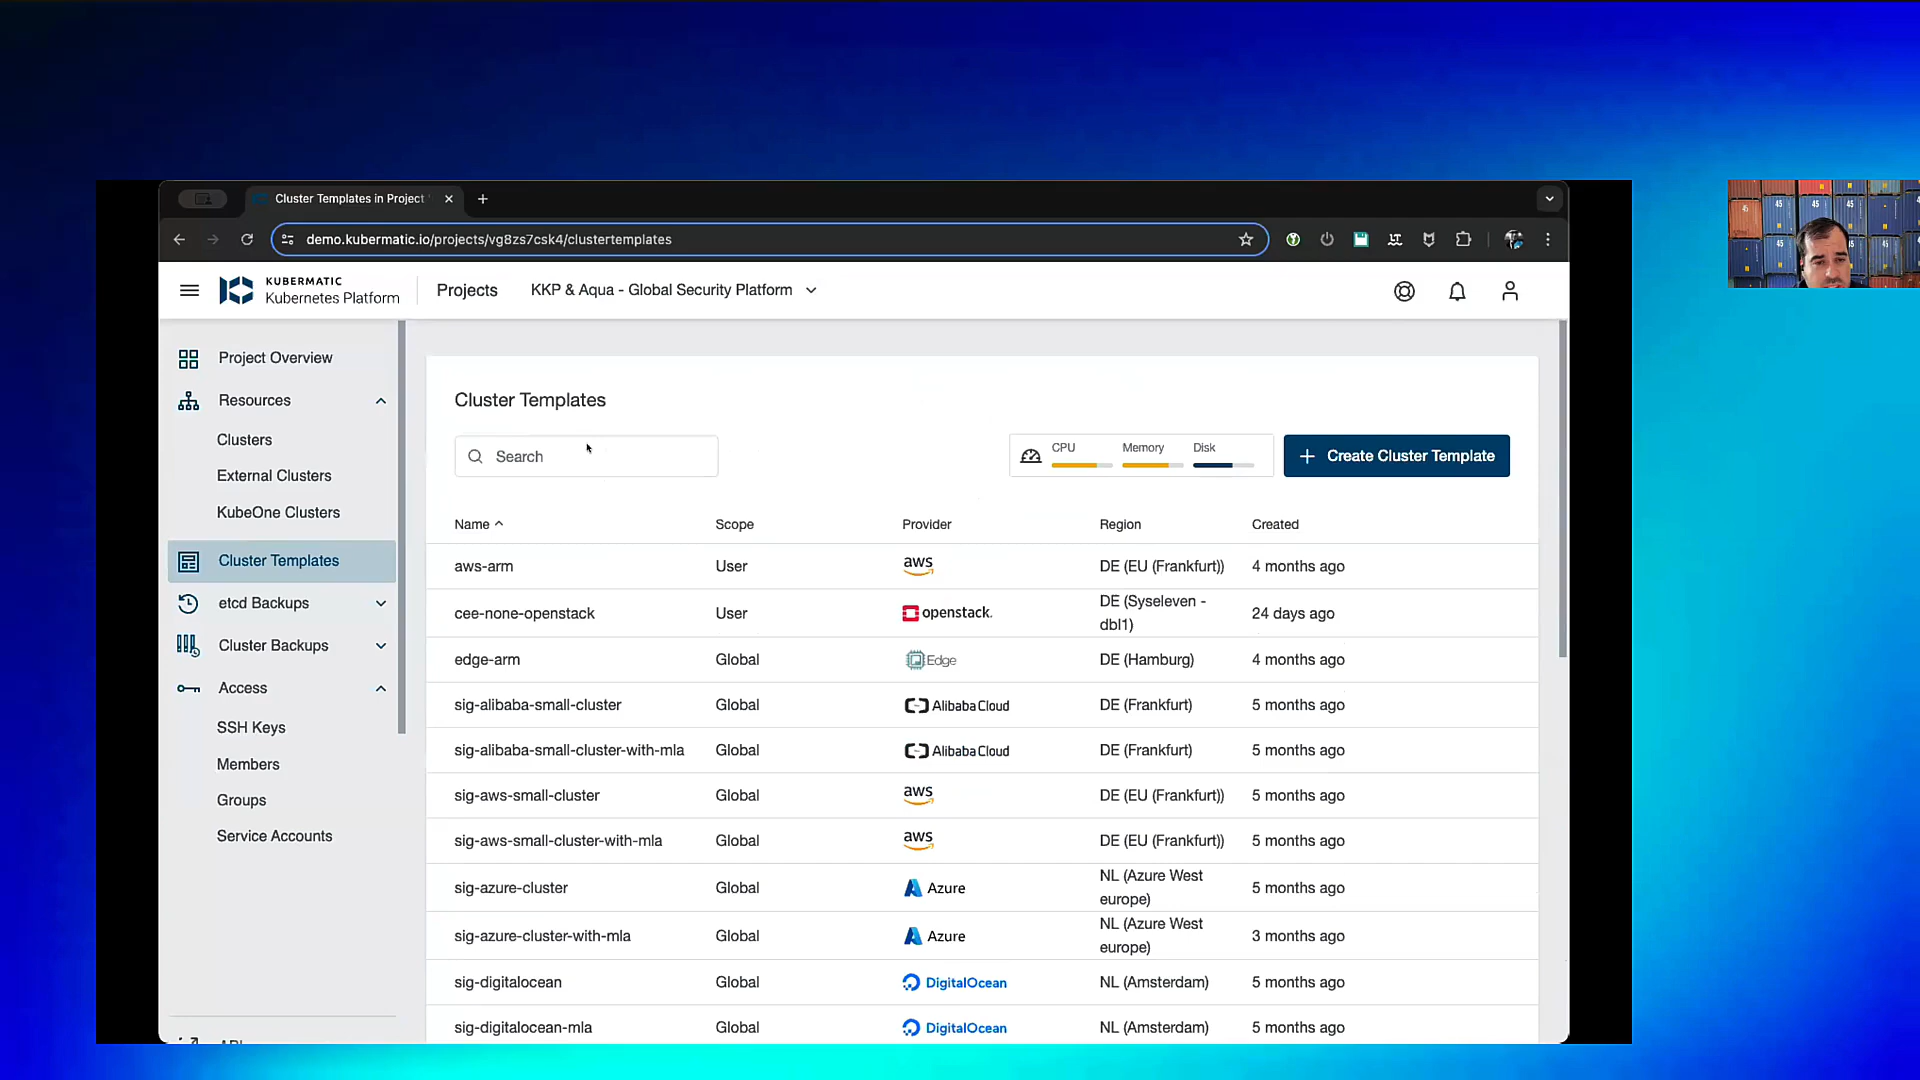 Cluster Templates in Project
demo.kubermatic.io/projects/vg8zs7csk4/clustertemplates
KUBERMATIC
Kubernetes Platform
Projects
KKP & Aqua - Global Security Platform
Project Overview
Resources
Clusters
External Clusters
KubeOne Clusters
Cluster Templates
etcd Backups
Cluster Backups
Access
SSH Keys
Members
Groups
Service Accounts
Cluster Templates
Search
CPU
Memory
Disk
Create Cluster Template
Name Scope Provider Region Created
aws-arm User aws DE (EU (Frankfurt)) 4 months ago
cee-none-openstack User openstack. DE (Syseleven - dbl1) 24 days ago
edge-arm Global Edge DE (Hamburg) 4 months ago
sig-alibaba-small-cluster Global Alibaba Cloud DE (Frankfurt) 5 months ago
sig-alibaba-small-cluster-with-mla Global Alibaba Cloud DE (Frankfurt) 5 months ago
sig-aws-small-cluster Global aws DE (EU (Frankfurt)) 5 months ago
sig-aws-small-cluster-with-mla Global aws DE (EU (Frankfurt)) 5 months ago
sig-azure-cluster Global Azure NL (Azure West europe) 5 months ago
sig-azure-cluster-with-mla Global Azure NL (Azure West europe) 3 months ago
sig-digitalocean Global DigitalOcean NL (Amsterdam) 5 months ago
sig-digitalocean-mla Global DigitalOcean NL (Amsterdam) 5 months ago